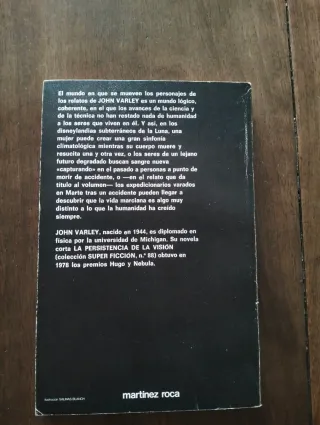 El mundo en que se mueven los personajes de
los relatos de JOHN VARLEY es un mundo lógico,
coherente, en el que los avances de la ciencia y
de la técnica no han restado nada de humanidad
a los seres que viven en él. Y así, en los
disneylandias subterráneos de la Luna, una
mujer puede crear una gran sinfonía
climatológica mientras su cuerpo muere y
resucita una y otra vez, o los seres de un lejano
futuro degradado buscan sangre nueva
«capturando» en el pasado a personas a punto de
morir de accidente, o —en el relato que da
título al volumen— los expedicionarios varados
en Marte tras un accidente pueden llegar a
descubrir que la vida marciana es algo muy
distinto a lo que la humanidad ha creído
siempre.
JOHN VARLEY, nacido en 1944, es diplomado en
física por la universidad de Michigan. Su novela
corta LA PERSISTENCIA DE LA VISIÓN
(colección SUPER FICCION, n.° 88) obtuvo en
1978 los premios Hugo y Nebula.
martínez roca